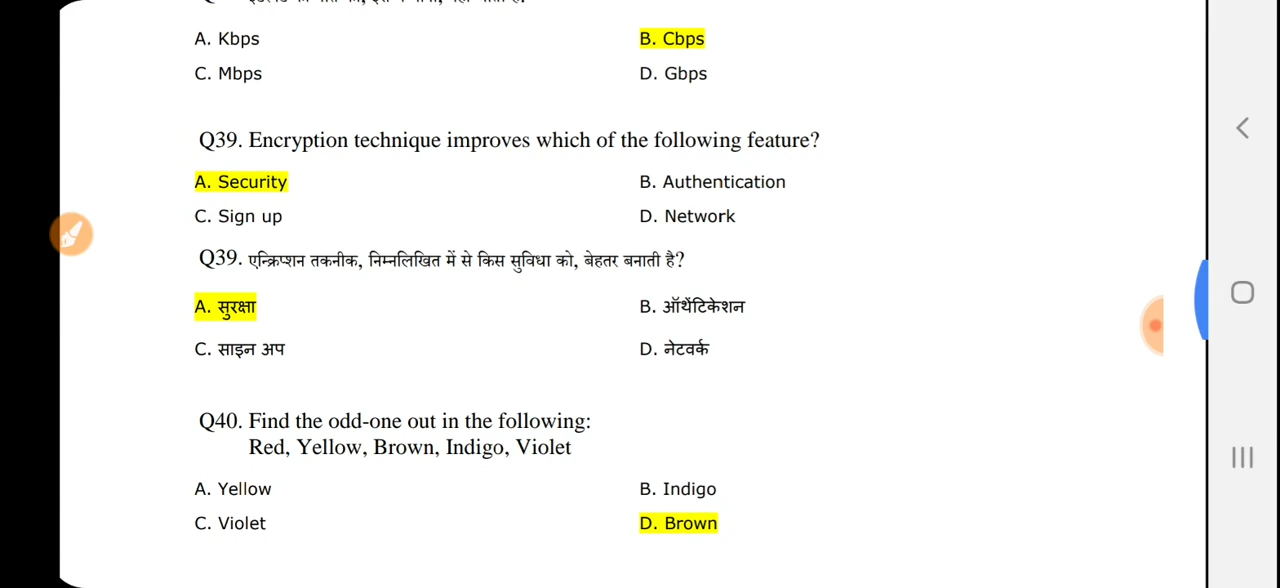 A. Kbps
B. Cbps
C. Mbps
D. Gbps
Q39. Encryption technique improves which of the following feature?
A. Security
B. Authentication
C. Sign up
D. Network
Q39. एन्क्रिप्शन तकनीक, निम्नलिखित में से किस सुविधा को, बेहतर बनाती है?
A. सुरक्षा
B. ऑथेंटिकेशन
C. साइन अप
D. नेटवर्क
Q40. Find the odd-one out in the following:
Red, Yellow, Brown, Indigo, Violet
A. Yellow
B. Indigo
C. Violet
D. Brown